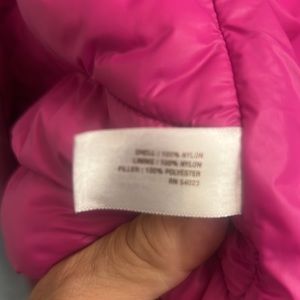 SHELL / 100% NYLON
LINING / 100% NYLON
FILLER / 100% POLYESTER
RN 54023